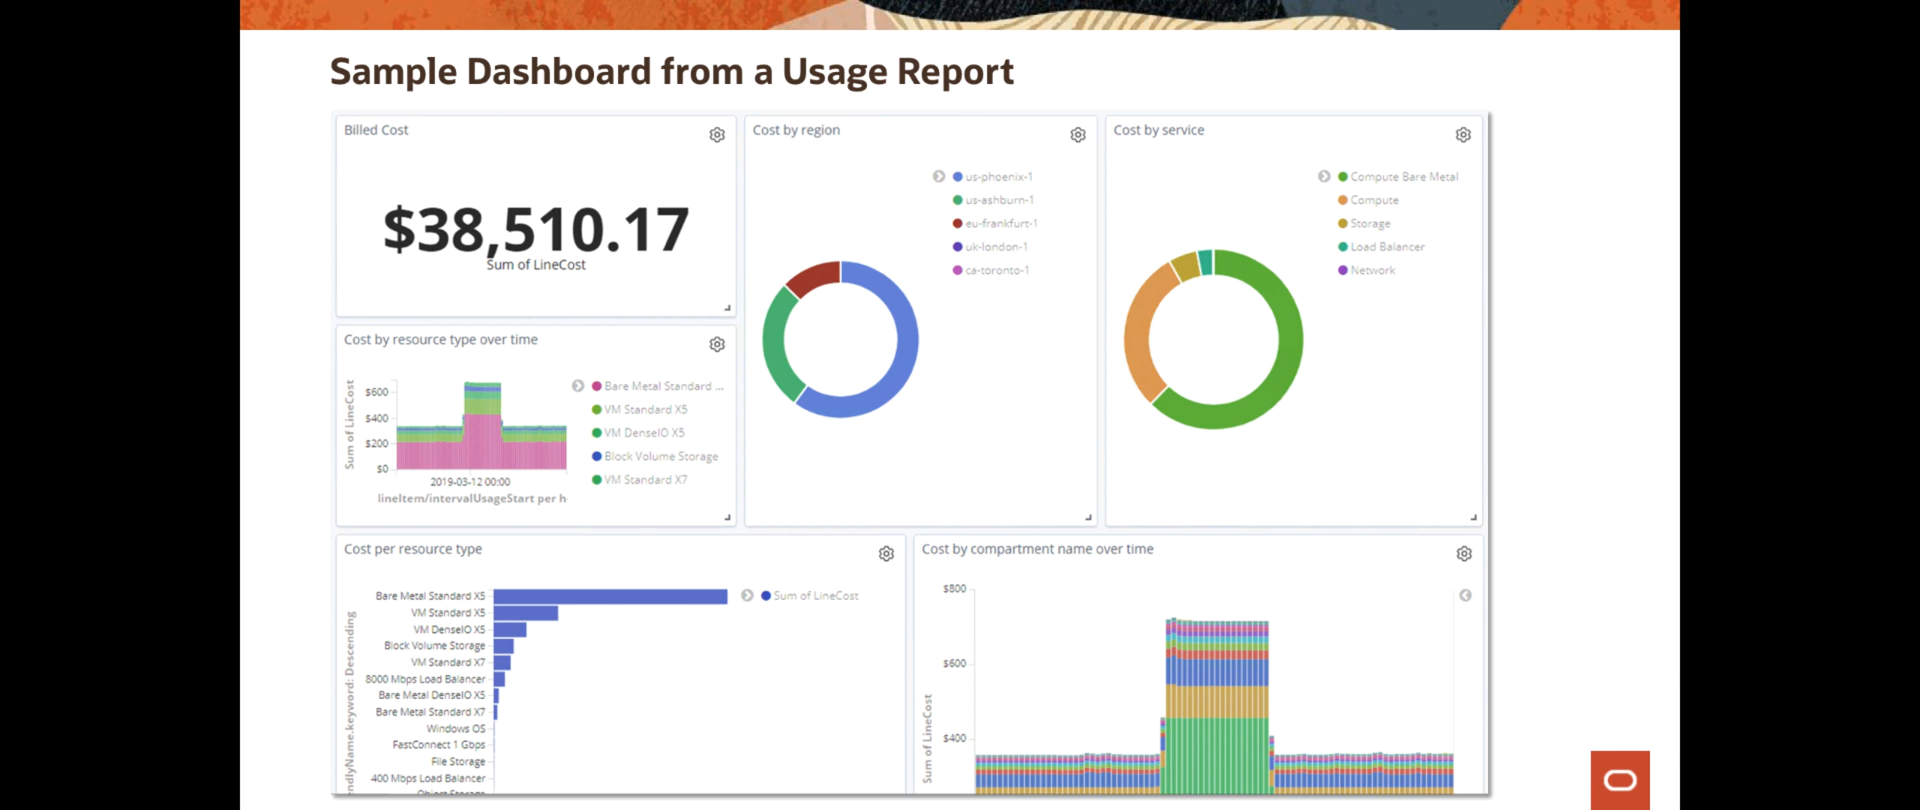 Sample Dashboard from a Usage Report
Billed Cost
$38,510.17
Sum of LineCost
Cost by region
us-phoenix-1
us-ashburn-1
eu-frankfurt-1
uk-london-1
ca-toronto-1
Cost by service
Compute Bare Metal
Compute
Storage
Load Balancer
Network
Cost by resource type over time
Sum of LineCost
$600
$400
$200
$0
2019-03-12 00:00
lineItem/intervalUsageStart per h
Bare Metal Standard ...
VM Standard X5
VM DenseIO X5
Block Volume Storage
VM Standard X7
Cost per resource type
ndlyName.keyword: Descending
Bare Metal Standard X5
VM Standard X5
VM DenseIO X5
Block Volume Storage
VM Standard X7
8000 Mbps Load Balancer
Bare Metal DenseIO X5
Bare Metal Standard X7
Windows OS
FastConnect 1 Gbps
File Storage
400 Mbps Load Balancer
Object Storage
Sum of LineCost
Cost by compartment name over time
Sum of LineCost
$800
$600
$400